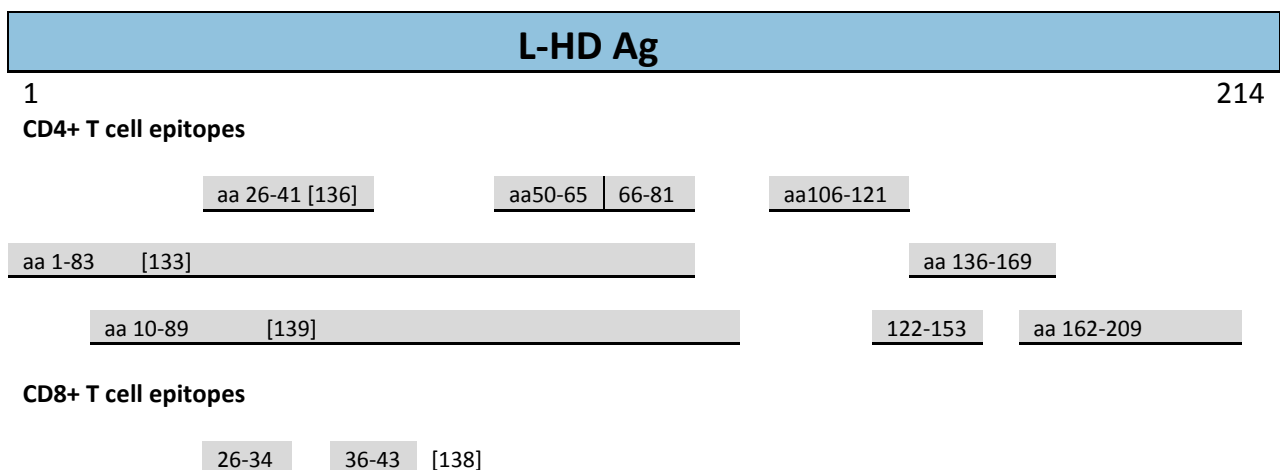 L-HD Ag
1 214
CD4+ T cell epitopes
aa 26-41 [136] aa50-65 66-81 aa106-121
aa 1-83 [133] aa 136-169
aa 10-89 [139] 122-153 aa 162-209
CD8+ T cell epitopes
26-34 36-43 [138]